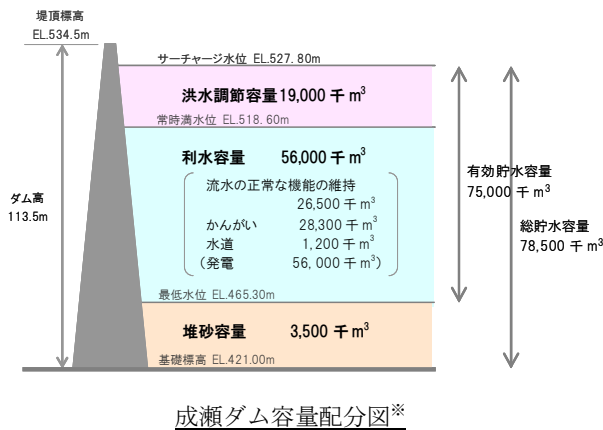 堤頂標高
EL.534.5m
サーチャージ水位 EL.527.80m
洪水調節容量19,000 千㎥
常時満水位 EL.518.60m
利水容量 56,000 千㎥
流水の正常な機能の維持
26,500 千㎥
かんがい 28,300 千㎥
水道 1,200 千㎥
(発電 56,000 千㎥)
有効貯水容量
75,000 千㎥
総貯水容量
78,500 千㎥
ダム高
113.5m
最低水位 EL.465.30m
堆砂容量 3,500 千㎥
基礎標高 EL.421.00m
成瀬ダム容量配分図※